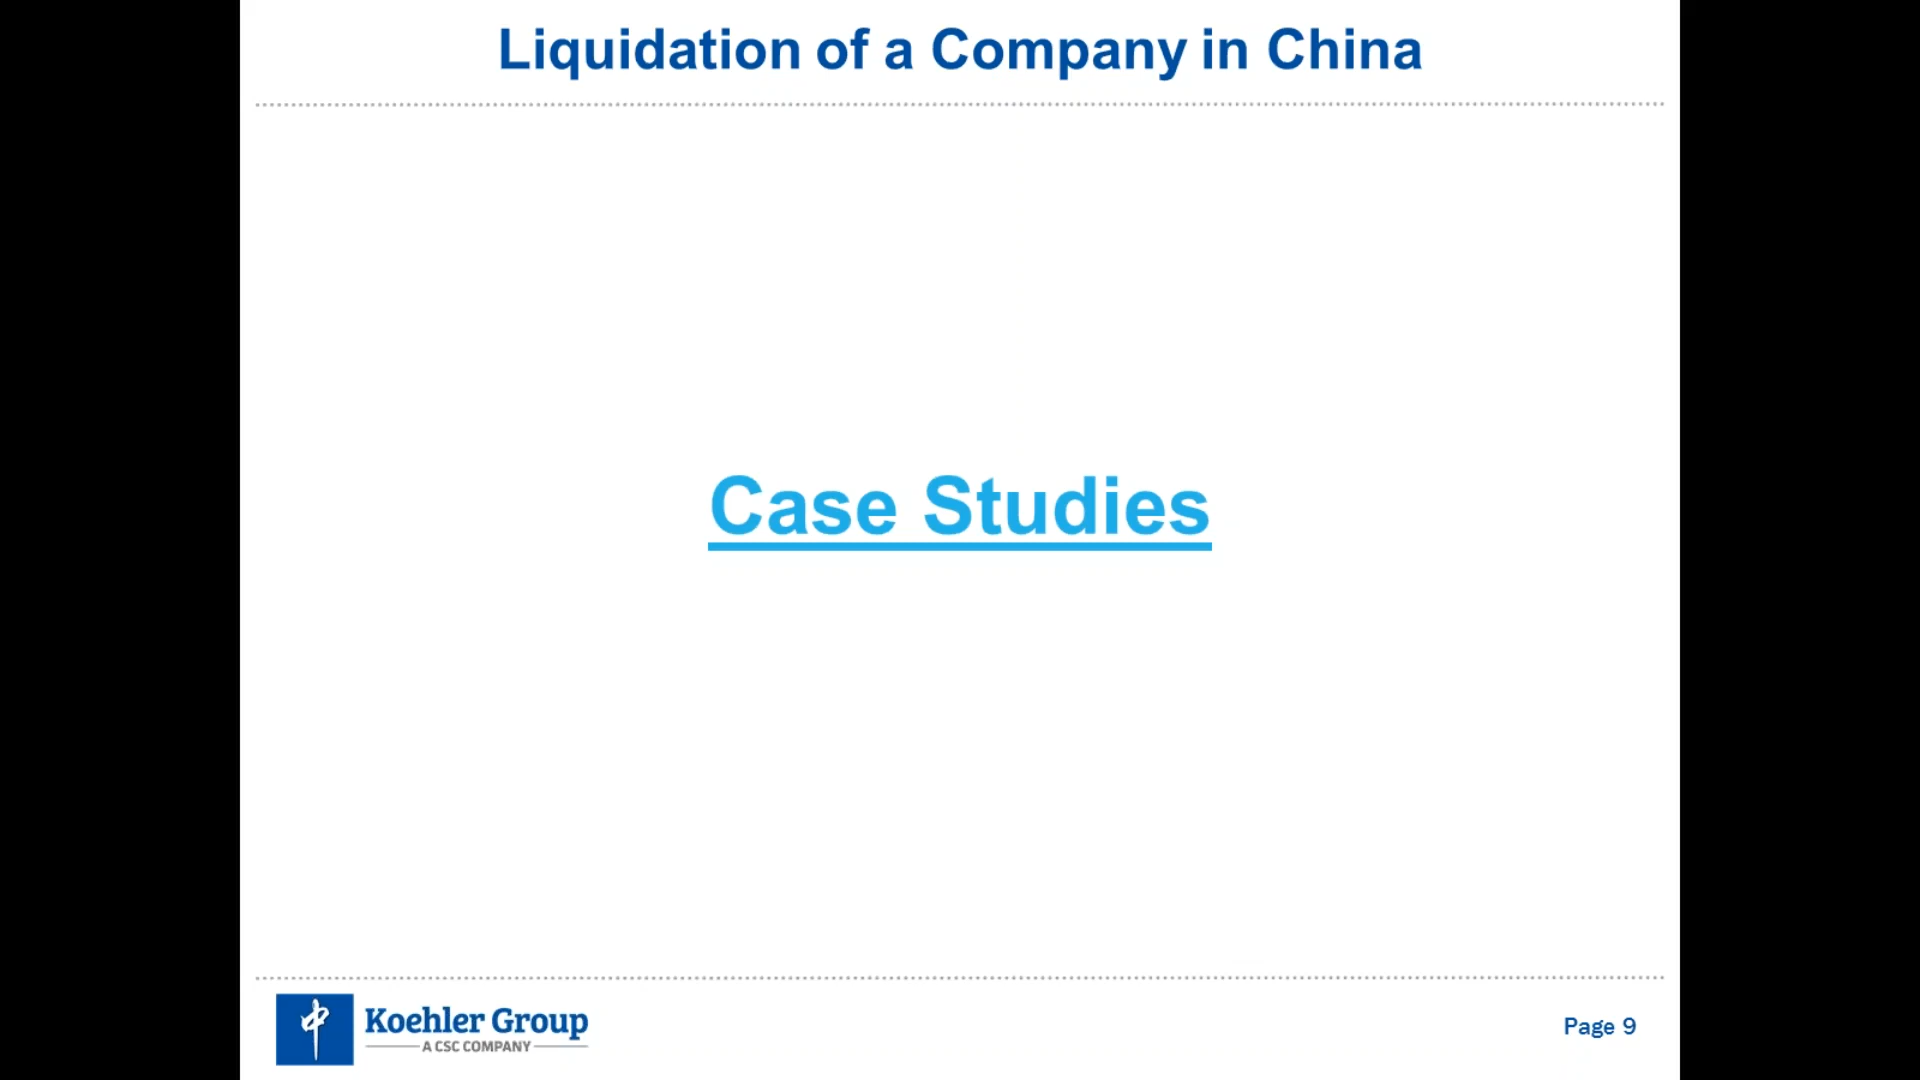 Liquidation of a Company in China
Case Studies
Koehler Group
A CSC COMPANY
Page 9